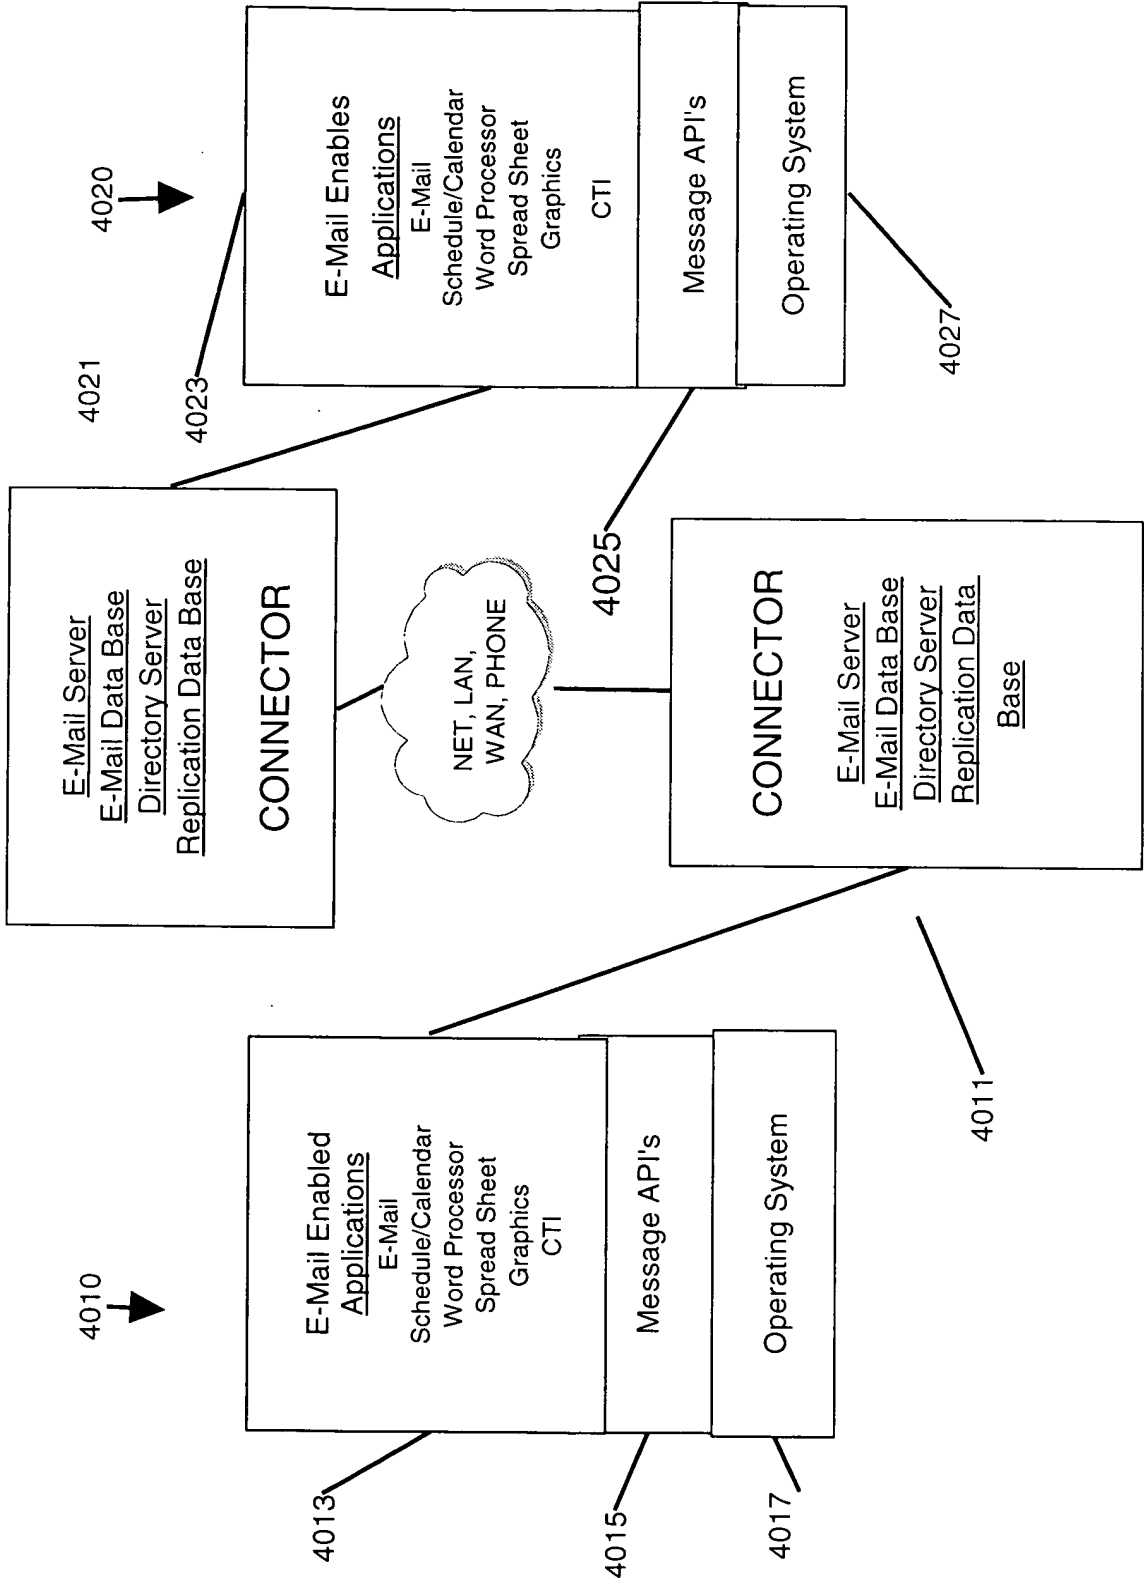 4010
4013
E-Mail Enabled
Applications
E-Mail
Schedule/Calendar
Word Processor
Spread Sheet
Graphics
CTI
4015
Message API's
4017
Operating System
E-Mail Server
E-Mail Data Base
Directory Server
Replication Data Base
CONNECTOR
NET, LAN,
WAN, PHONE
CONNECTOR
E-Mail Server
E-Mail Data Base
Directory Server
Replication Data
Base
4011
4021
4020
4023
E-Mail Enables
Applications
E-Mail
Schedule/Calendar
Word Processor
Spread Sheet
Graphics
CTI
4025
Message API's
Operating System
4027